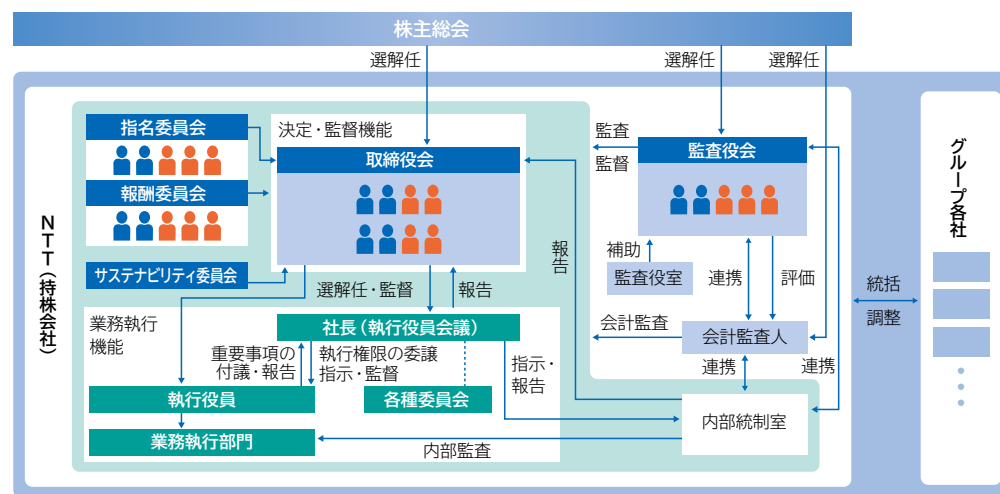 株主総会
選解任
選解任
選解任
NTT(持株会社)
指名委員会
報酬委員会
サステナビリティ委員会
決定・監督機能
取締役会
監査
監督
監査役会
補助
監査役室
連携
評価
報告
選解任・監督
報告
業務執行
機能
社長(執行役員会議)
会計監査
会計監査人
重要事項の
付議・報告
執行権限の委譲
指示・監督
指示・
報告
連携
連携
執行役員
各種委員会
業務執行部門
内部監査
内部統制室
統括
調整
グループ各社